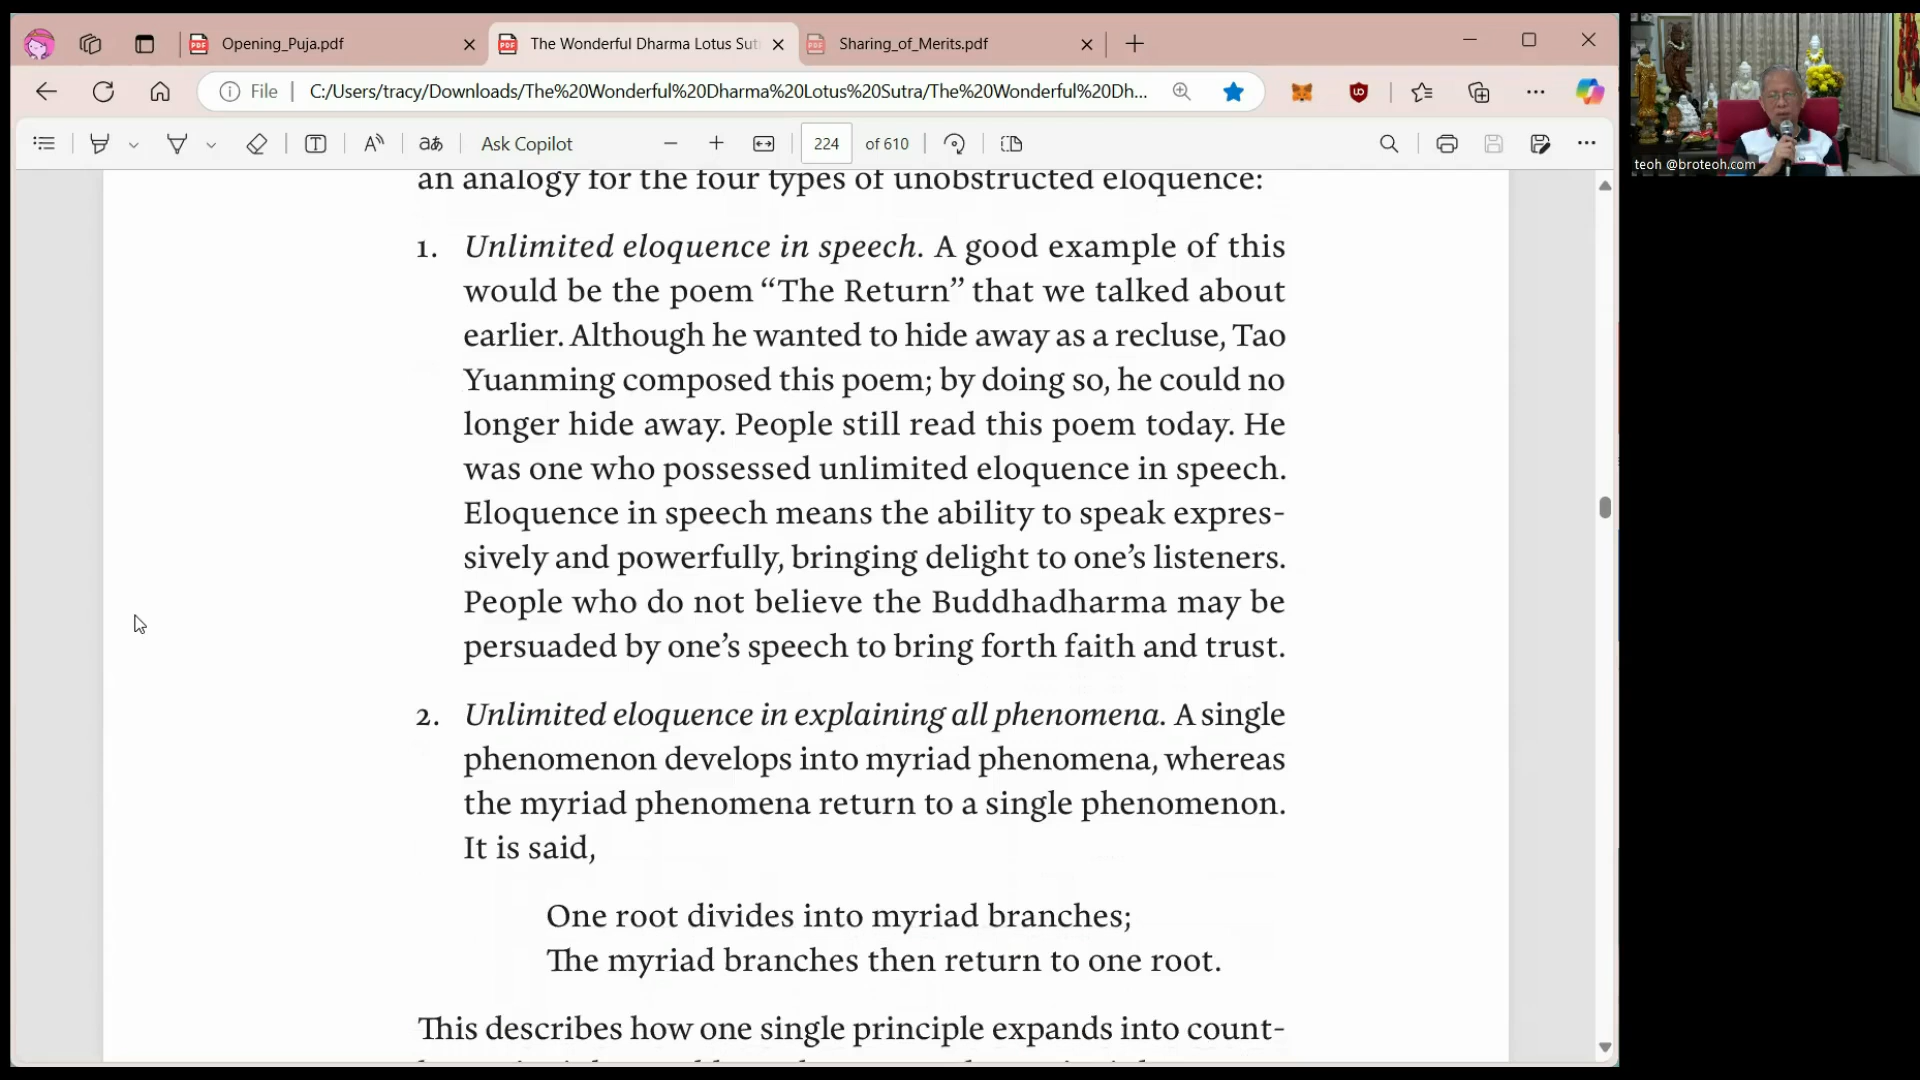 Opening_Puja.pdf
The Wonderful Dharma Lotus Sut
Sharing_of_Merits.pdf
File
C:/Users/tracy/Downloads/The%20Wonderful%20Dharma%20Lotus%20Sutra/The%20Wonderful%20Dh...
Ask Copilot
224 of 610
teoh @broteoh.com
an analogy for the four types of unobstructed eloquence:
1. Unlimited eloquence in speech. A good example of this
would be the poem “The Return” that we talked about
earlier. Although he wanted to hide away as a recluse, Tao
Yuanming composed this poem; by doing so, he could no
longer hide away. People still read this poem today. He
was one who possessed unlimited eloquence in speech.
Eloquence in speech means the ability to speak expres-
sively and powerfully, bringing delight to one’s listeners.
People who do not believe the Buddhadharma may be
persuaded by one’s speech to bring forth faith and trust.
2. Unlimited eloquence in explaining all phenomena. A single
phenomenon develops into myriad phenomena, whereas
the myriad phenomena return to a single phenomenon.
It is said,
One root divides into myriad branches;
The myriad branches then return to one root.
This describes how one single principle expands into count-